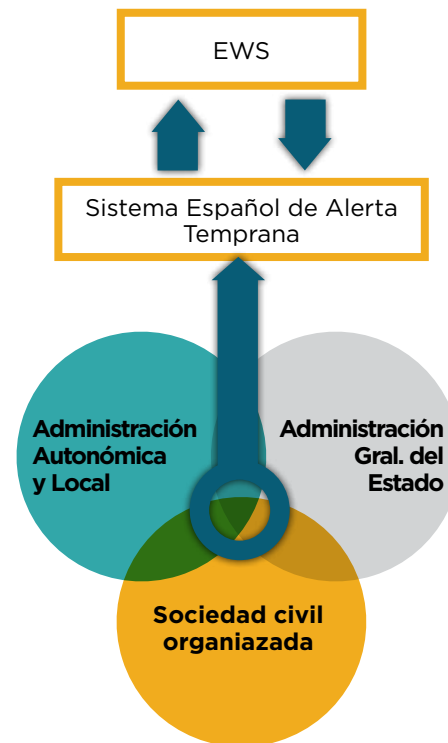 EWS
Sistema Español de Alerta
Temprana
Administración
Autonómica
y Local
Administración
Gral. del
Estado
Sociedad civil
organiazada